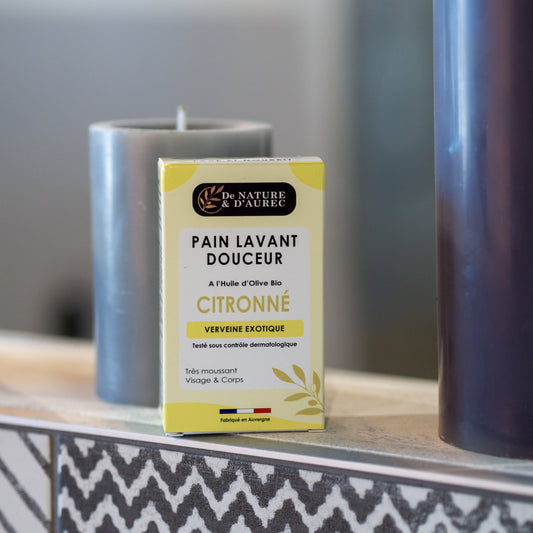 De NATURE
& D'AUREC
PAIN LAVANT
DOUCEUR
A l'Huile d'Olive Bio
CITRONNÉ
VERVEINE EXOTIQUE
Testé sous contrôle dermatologique
Très moussant
Visage & Corps
Fabriqué en Auvergne